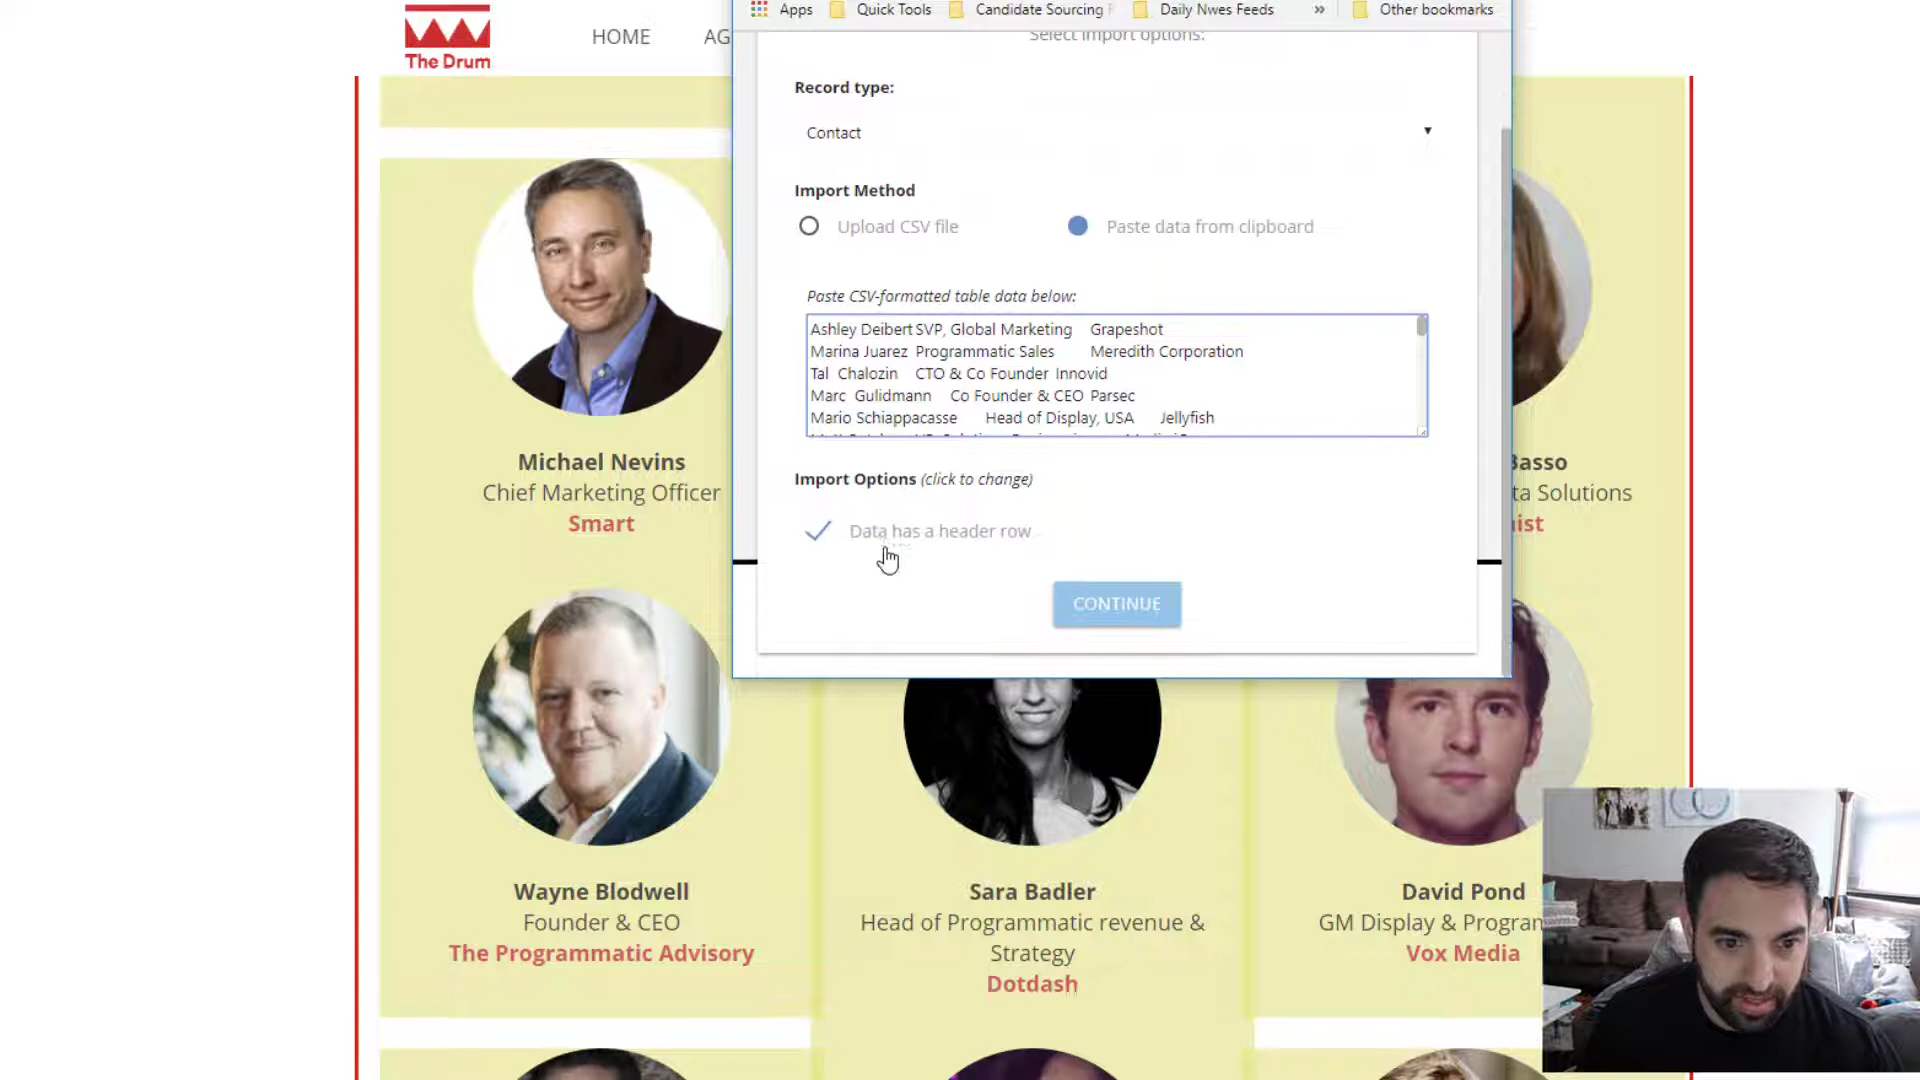 The Drum
HOME
AG
Apps
Quick Tools
Candidate Sourcing
Daily Nwes Feeds
»
Other bookmarks
Select import options:
Record type:
Contact
Import Method
Upload CSV file
Paste data from clipboard
Paste CSV-formatted table data below:
Ashley Deibert SVP, Global Marketing Grapeshot
Marina Juarez Programmatic Sales Meredith Corporation
Tal Chalozin CTO & Co Founder Innovid
Marc Gulidmann Co Founder & CEO Parsec
Mario Schiappacasse Head of Display, USA Jellyfish
Import Options (click to change)
Data has a header row
CONTINUE
Michael Nevins
Chief Marketing Officer
Smart
Basso
ta Solutions
ist
Wayne Blodwell
Founder & CEO
The Programmatic Advisory
Sara Badler
Head of Programmatic revenue &
Strategy
Dotdash
David Pond
GM Display & Program
Vox Media